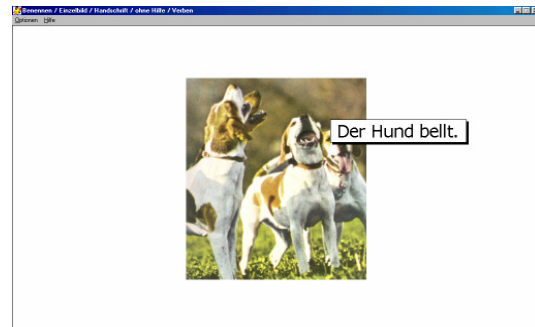 Benennen / Einzelbild / Handschrift / ohne Hilfe / Verben
Optionen Hilfe
Der Hund bellt.